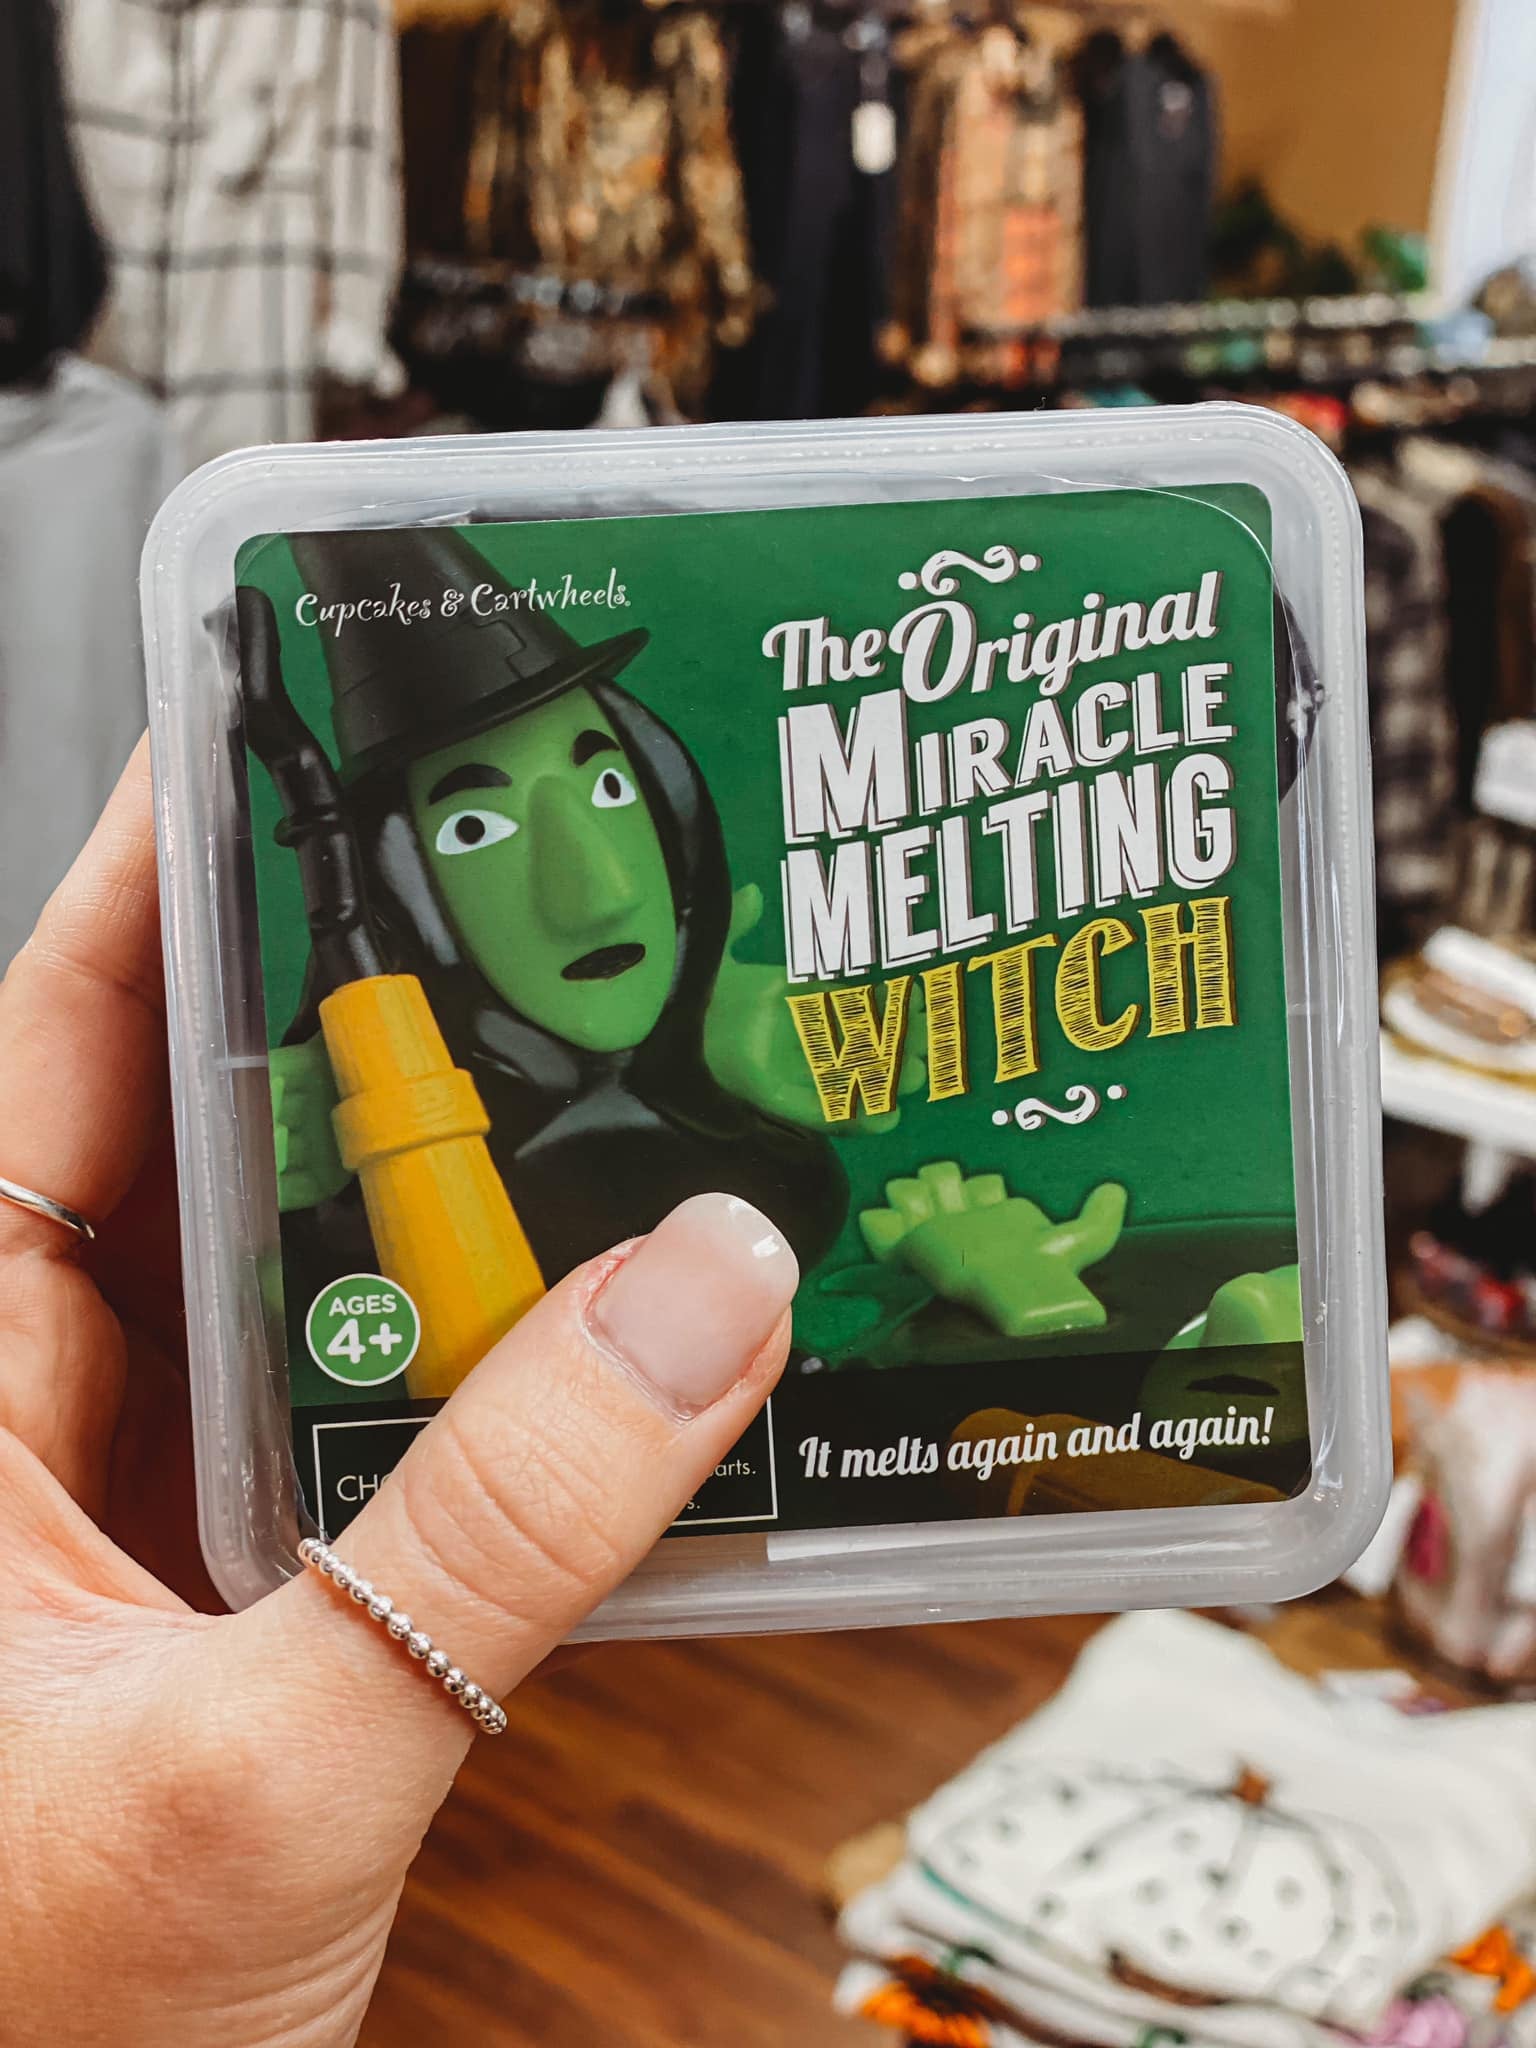 Cupcakes & Cartwheels®
The Original
MIRACLE
MELTING
WITCH
AGES
4+
It melts again and again!